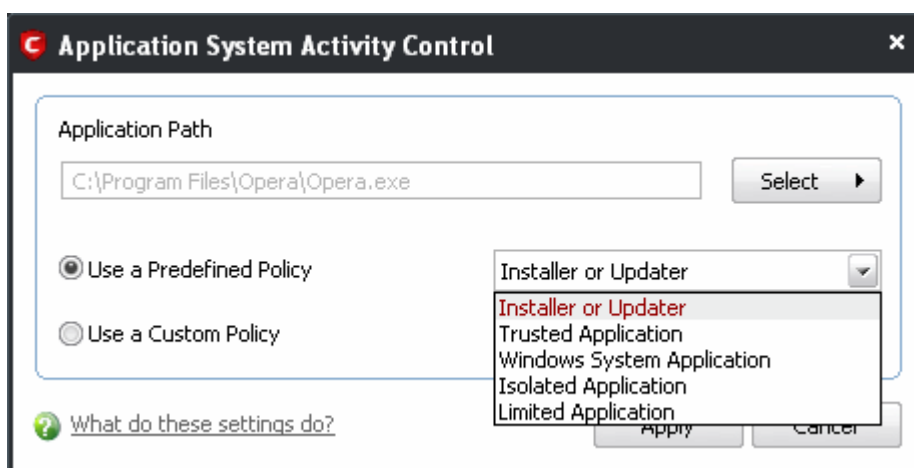 Application System Activity Control
Application Path
C:\Program Files\Opera\Opera.exe
Select
Use a Predefined Policy
Installer or Updater
Installer or Updater
Trusted Application
Windows System Application
Isolated Application
Limited Application
Use a Custom Policy
What do these settings do?
Apply
Cancel